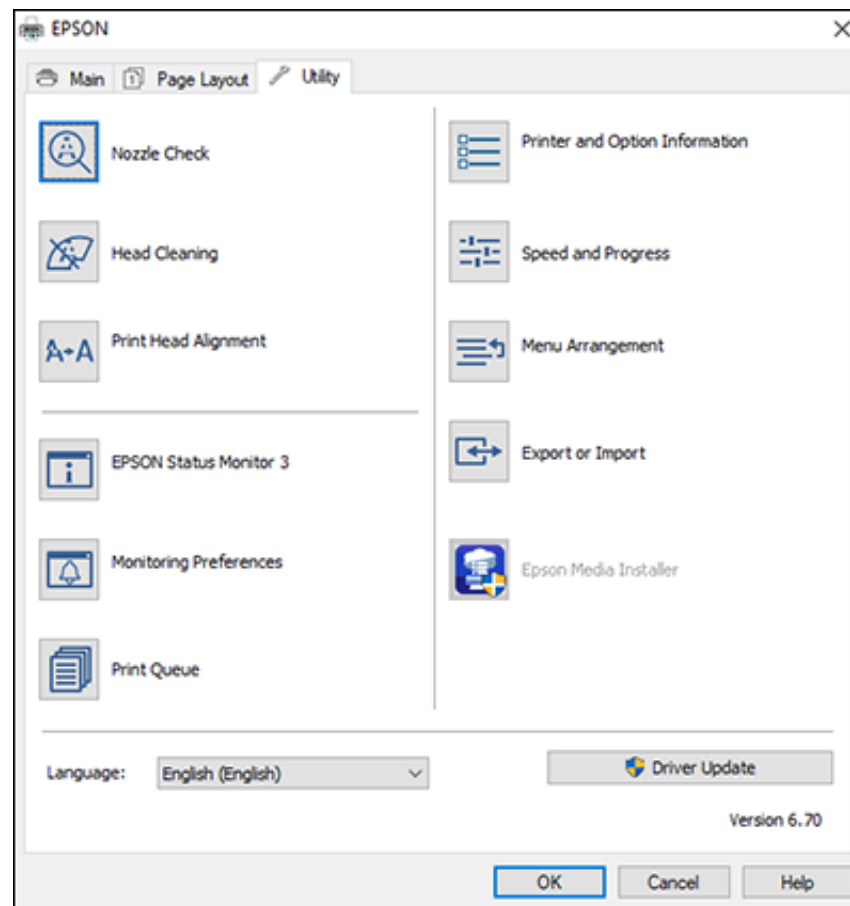 EPSON
Main
Page Layout
Utility
Nozzle Check
Head Cleaning
Print Head Alignment
EPSON Status Monitor 3
Monitoring Preferences
Print Queue
Printer and Option Information
Speed and Progress
Menu Arrangement
Export or Import
Epson Media Installer
Language:
English (English)
Driver Update
Version 6.70
OK
Cancel
Help